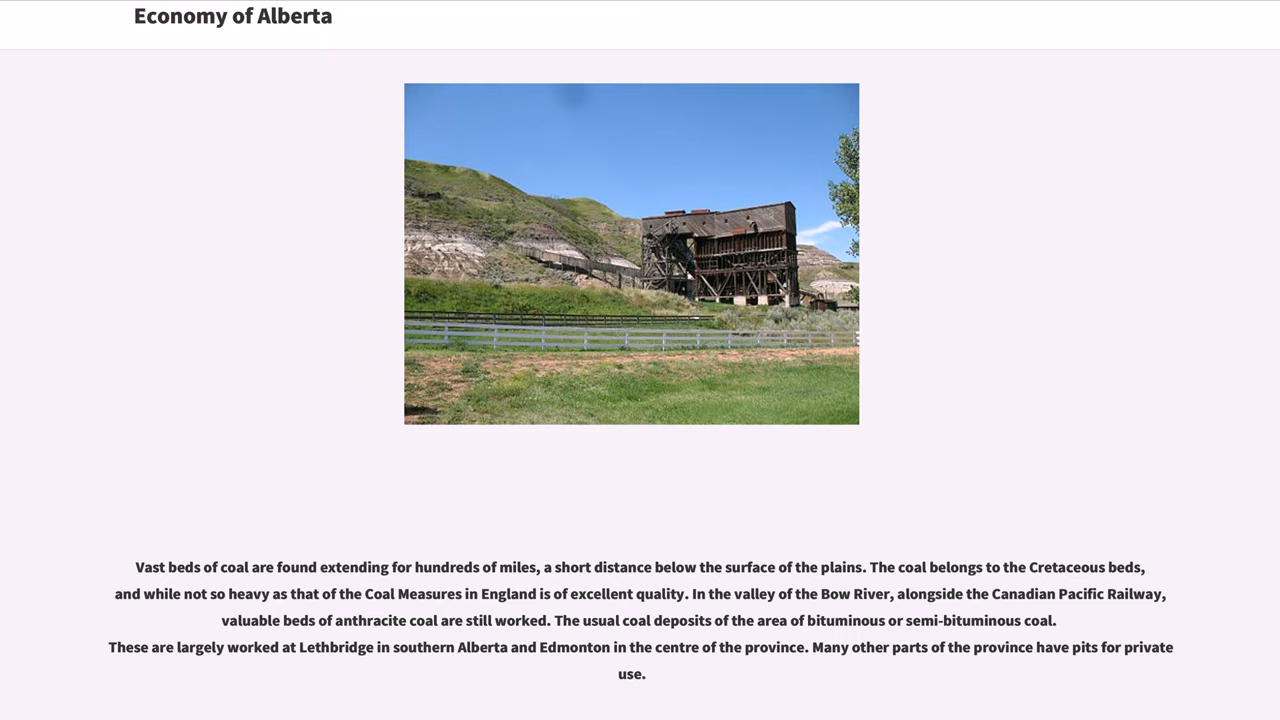 Economy of Alberta
Vast beds of coal are found extending for hundreds of miles, a short distance below the surface of the plains. The coal belongs to the Cretaceous beds,
and while not so heavy as that of the Coal Measures in England is of excellent quality. In the valley of the Bow River, alongside the Canadian Pacific Railway,
valuable beds of anthracite coal are still worked. The usual coal deposits of the area of bituminous or semi-bituminous coal.
These are largely worked at Lethbridge in southern Alberta and Edmonton in the centre of the province. Many other parts of the province have pits for private
use.